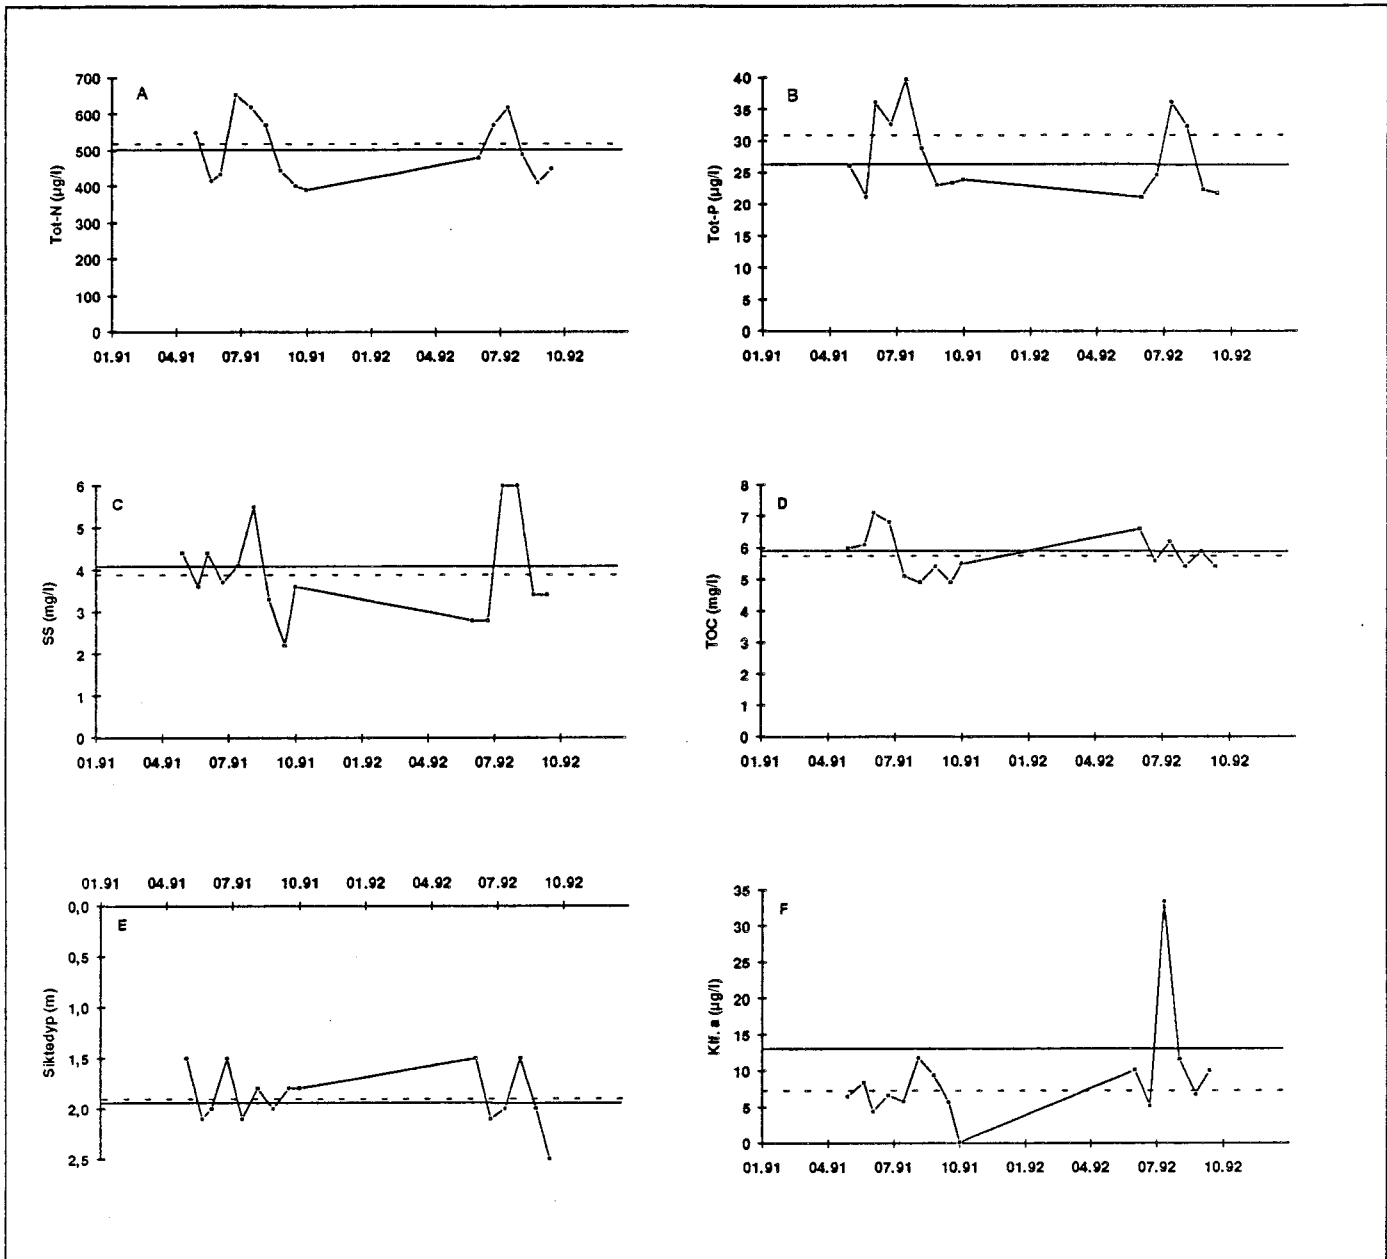 A
Tot-N (µg/l)
700
600
500
400
300
200
100
0
01.91 04.91 07.91 10.91 01.92 04.92 07.92 10.92
B
Tot-P (µg/l)
40
35
30
25
20
15
10
5
0
01.91 04.91 07.91 10.91 01.92 04.92 07.92 10.92
C
SS (mg/l)
6
5
4
3
2
1
0
01.91 04.91 07.91 10.91 01.92 04.92 07.92 10.92
D
TOC (mg/l)
8
7
6
5
4
3
2
1
0
01.91 04.91 07.91 10.91 01.92 04.92 07.92 10.92
01.91 04.91 07.91 10.91 01.92 04.92 07.92 10.92
E
Siktedyp (m)
0,0
0,5
1,0
1,5
2,0
2,5
F
Klf. a (µg/l)
35
30
25
20
15
10
5
0
01.91 04.91 07.91 10.91 01.92 04.92 07.92 10.92